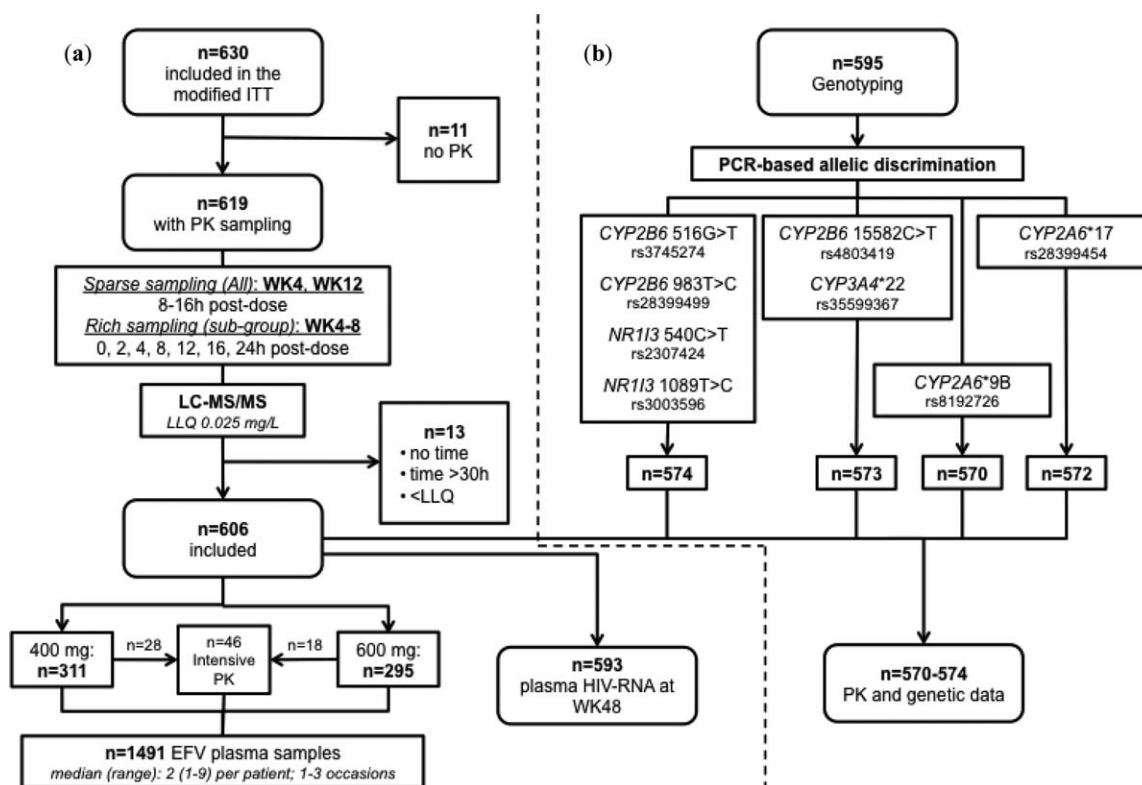 (a)
n=630
included in the
modified ITT
n=11
no PK
n=619
with PK sampling
Sparse sampling (All): WK4, WK12
8-16h post-dose
Rich sampling (sub-group): WK4-8
0, 2, 4, 8, 12, 16, 24h post-dose
LC-MS/MS
LLQ 0.025 mg/L
n=13
• no time
• time >30h
• <LLQ
n=606
included
400 mg:
n=311
n=28
n=46
Intensive
PK
n=18
600 mg:
n=295
n=1491 EFV plasma samples
median (range): 2 (1-9) per patient; 1-3 occasions
n=593
plasma HIV-RNA at
WK48
(b)
n=595
Genotyping
PCR-based allelic discrimination
CYP2B6 516G>T
rs3745274
CYP2B6 983T>C
rs28399499
NR1I3 540C>T
rs2307424
NR1I3 1089T>C
rs3003596
CYP2B6 15582C>T
rs4803419
CYP3A4*22
rs35599367
CYP2A6*9B
rs8192726
CYP2A6*17
rs28399454
n=574
n=573
n=570
n=572
n=570-574
PK and genetic data